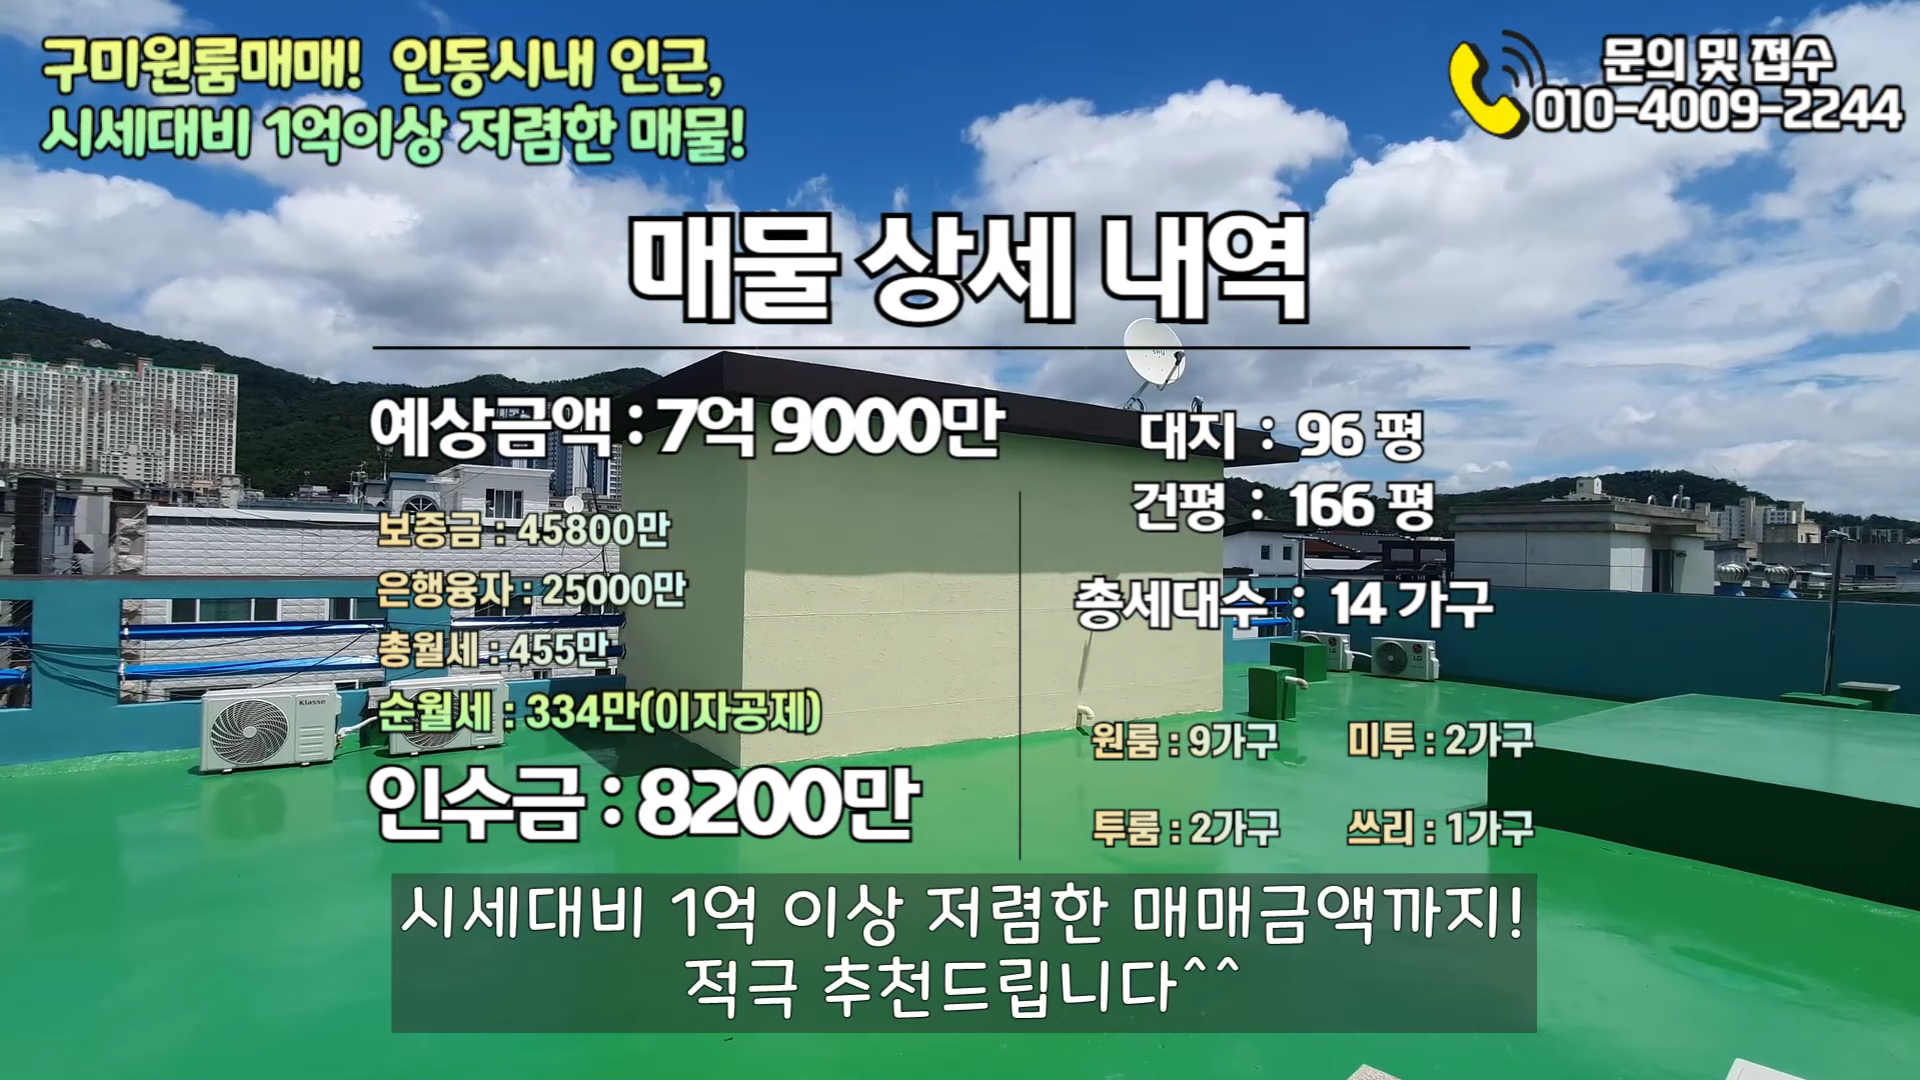 구미원룸매매! 인동시내 인근,
시세대비 1억이상 저렴한 매물!
문의 및 접수
010-4009-2244
매물 상세 내역
예상금액 : 7억 9000만
보증금 : 45800만
은행융자 : 25000만
총월세 : 455만
순월세 : 334만(이자공제)
인수금 : 8200만
대지 : 96 평
건평 : 166 평
총세대수 : 14 가구
원룸 : 9가구 미투 : 2가구
투룸 : 2가구 쓰리 : 1가구
시세대비 1억 이상 저렴한 매매금액까지!
적극 추천드립니다^^
Klasse
sky
LG
LG